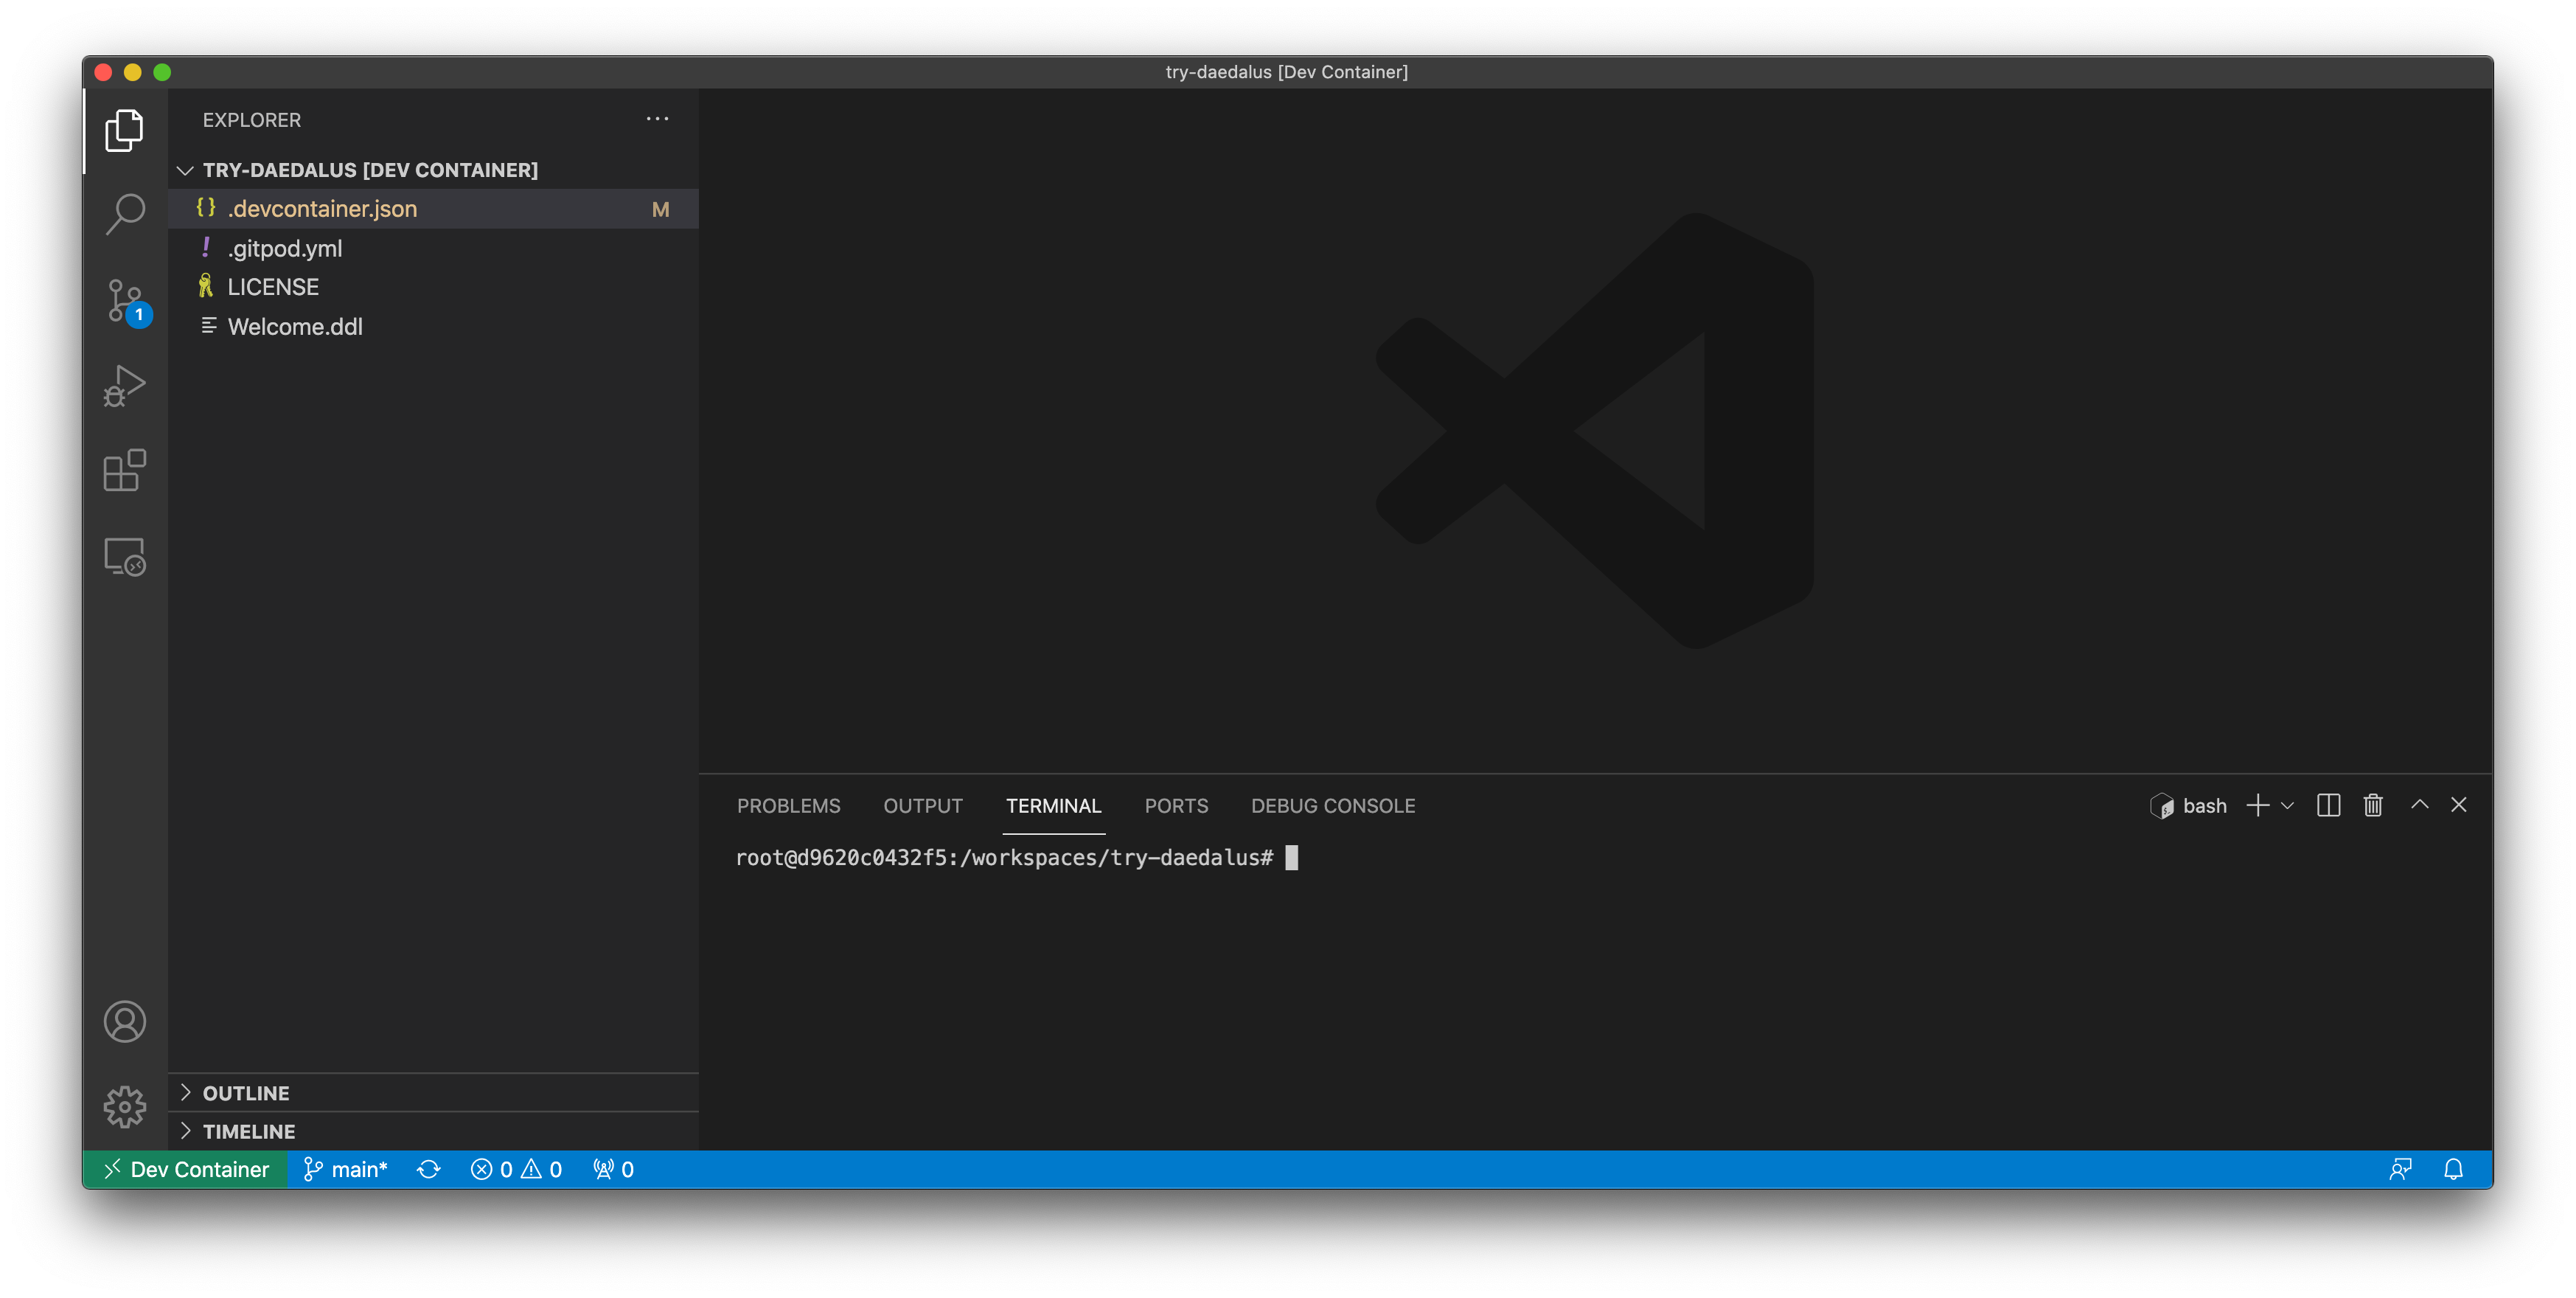 try-daedalus [Dev Container]
EXPLORER
TRY-DAEDALUS [DEV CONTAINER]
{} .devcontainer.json M
! .gitpod.yml
LICENSE
Welcome.ddl
1
PROBLEMS OUTPUT TERMINAL PORTS DEBUG CONSOLE bash
root@d9620c0432f5:/workspaces/try-daedalus#
OUTLINE
TIMELINE
Dev Container main* 0 0 0